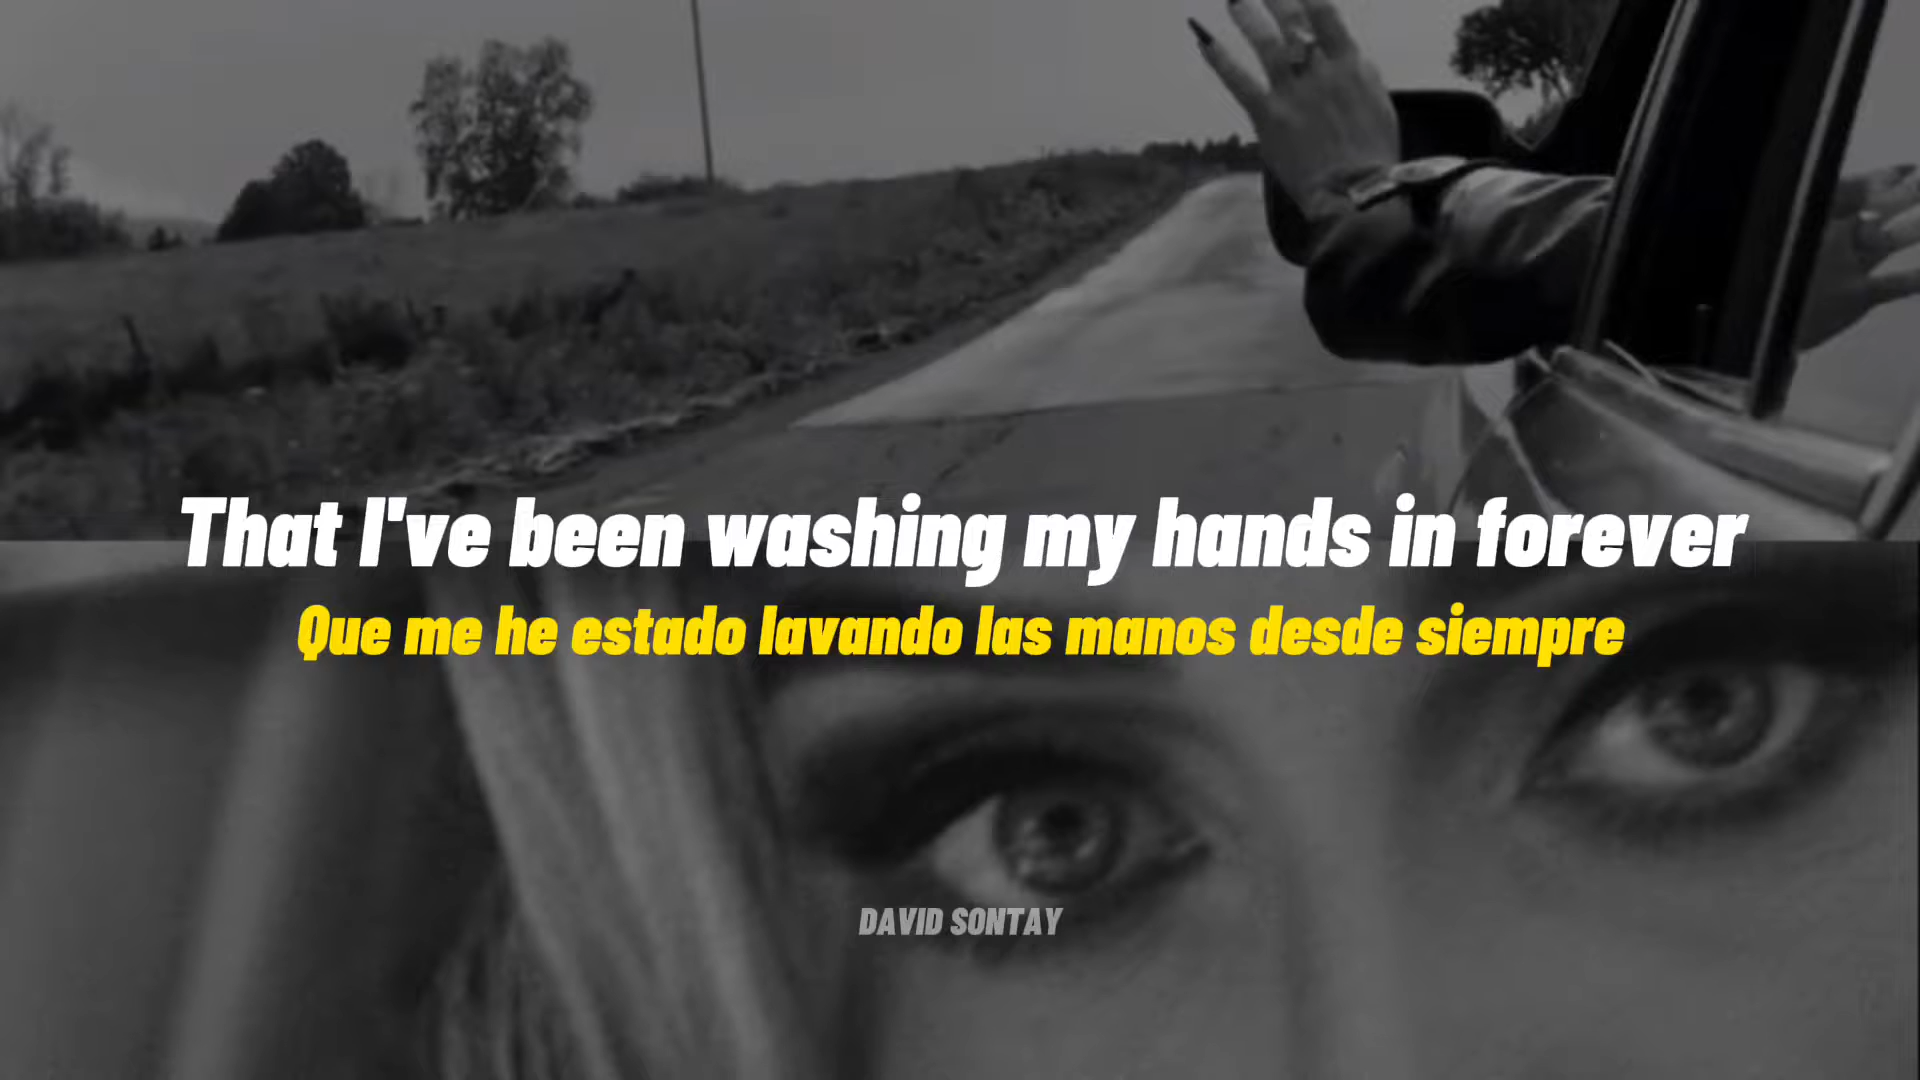 That I've been washing my hands in forever
Que me he estado lavando las manos desde siempre
DAVID SONTAY